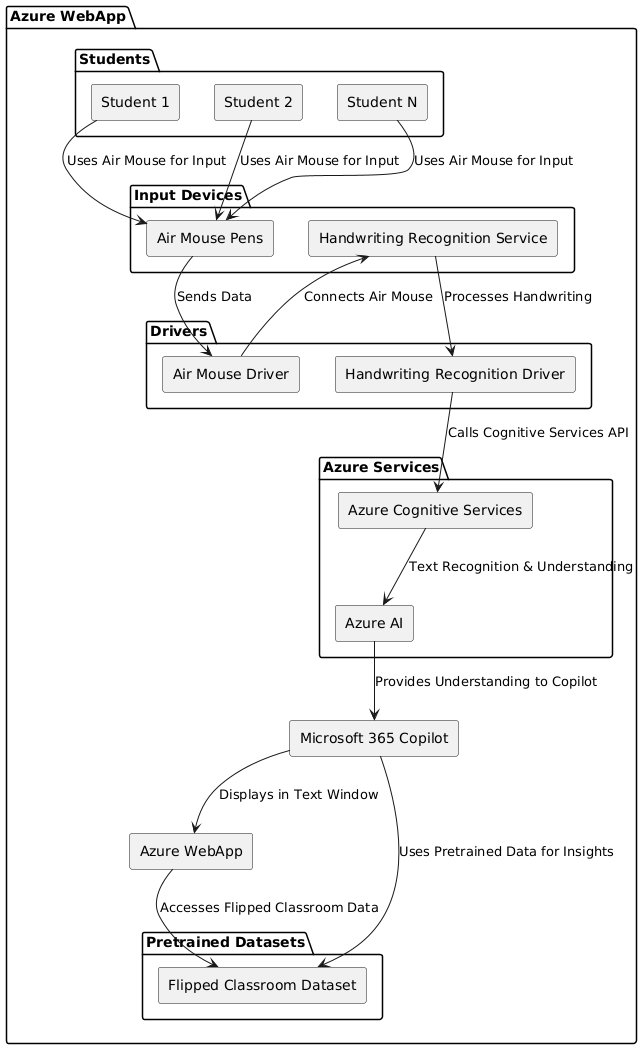 Azure WebApp
Students
Student 1
Student 2
Student N
Uses Air Mouse for Input
Uses Air Mouse for Input
Uses Air Mouse for Input
Input Devices
Air Mouse Pens
Handwriting Recognition Service
Sends Data
Connects Air Mouse
Processes Handwriting
Drivers
Air Mouse Driver
Handwriting Recognition Driver
Calls Cognitive Services API
Azure Services
Azure Cognitive Services
Text Recognition & Understanding
Azure AI
Provides Understanding to Copilot
Microsoft 365 Copilot
Displays in Text Window
Azure WebApp
Uses Pretrained Data for Insights
Accesses Flipped Classroom Data
Pretrained Datasets
Flipped Classroom Dataset